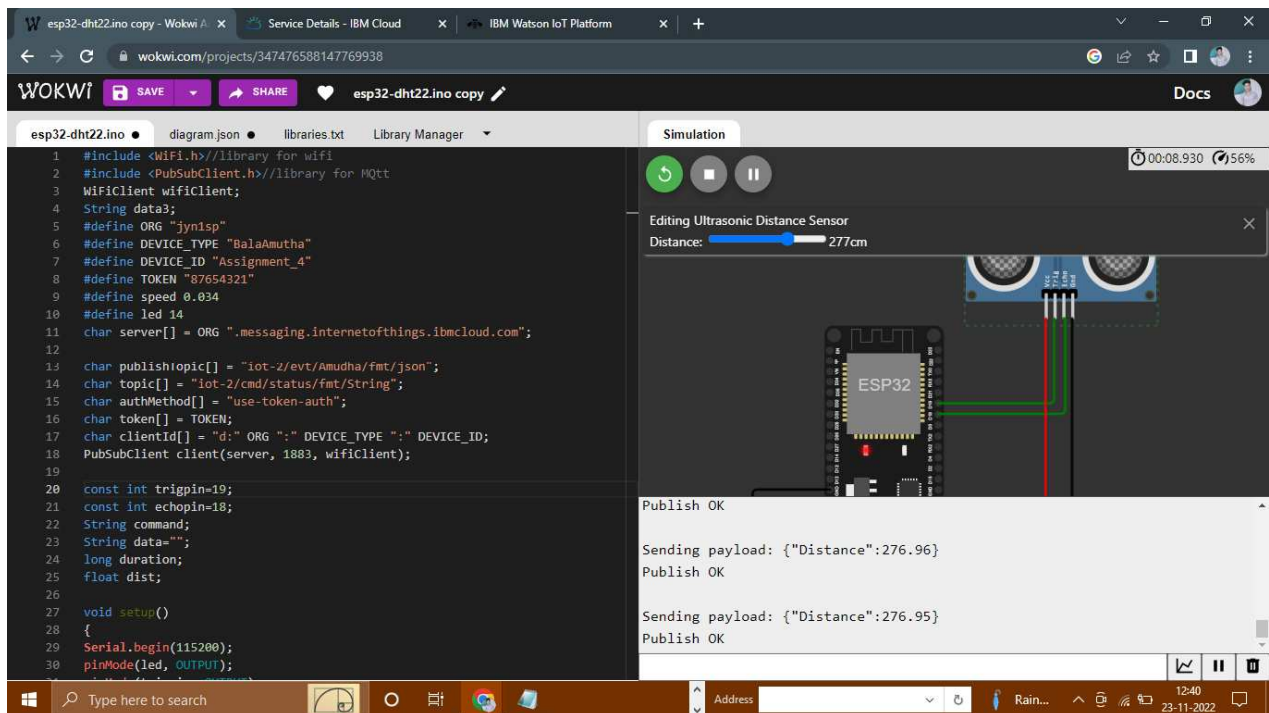 esp32-dht22.ino copy - Wokwi A
Service Details - IBM Cloud
IBM Watson IoT Platform
wokwi.com/projects/347476588147769938
WOKWI
SAVE
SHARE
esp32-dht22.ino copy
Docs
esp32-dht22.ino
diagram.json
libraries.txt
Library Manager
Simulation
1 #include <WiFi.h>//library for wifi
2 #include <PubSubClient.h>//library for MQtt
3 WiFiClient wifiClient;
4 String data3;
5 #define ORG "jyn1sp"
6 #define DEVICE_TYPE "BalaAmutha"
7 #define DEVICE_ID "Assignment_4"
8 #define TOKEN "87654321"
9 #define speed 0.034
10 #define led 14
11 char server[] = ORG ".messaging.internetofthings.ibmcloud.com";
12
13 char publishTopic[] = "iot-2/evt/Amudha/fmt/json";
14 char topic[] = "iot-2/cmd/status/fmt/String";
15 char authMethod[] = "use-token-auth";
16 char token[] = TOKEN;
17 char clientId[] = "d:" ORG ":" DEVICE_TYPE ":" DEVICE_ID;
18 PubSubClient client(server, 1883, wifiClient);
19
20 const int trigpin=19;
21 const int echopin=18;
22 String command;
23 String data="";
24 long duration;
25 float dist;
26
27 void setup()
28 {
29 Serial.begin(115200);
30 pinMode(led, OUTPUT);
00:08.930 56%
Editing Ultrasonic Distance Sensor
Distance: 277cm
Vcc
Trig
Echo
Gnd
ESP32
Publish OK
Sending payload: {"Distance":276.96}
Publish OK
Sending payload: {"Distance":276.95}
Publish OK
Type here to search
Address
Rain...
12:40
23-11-2022